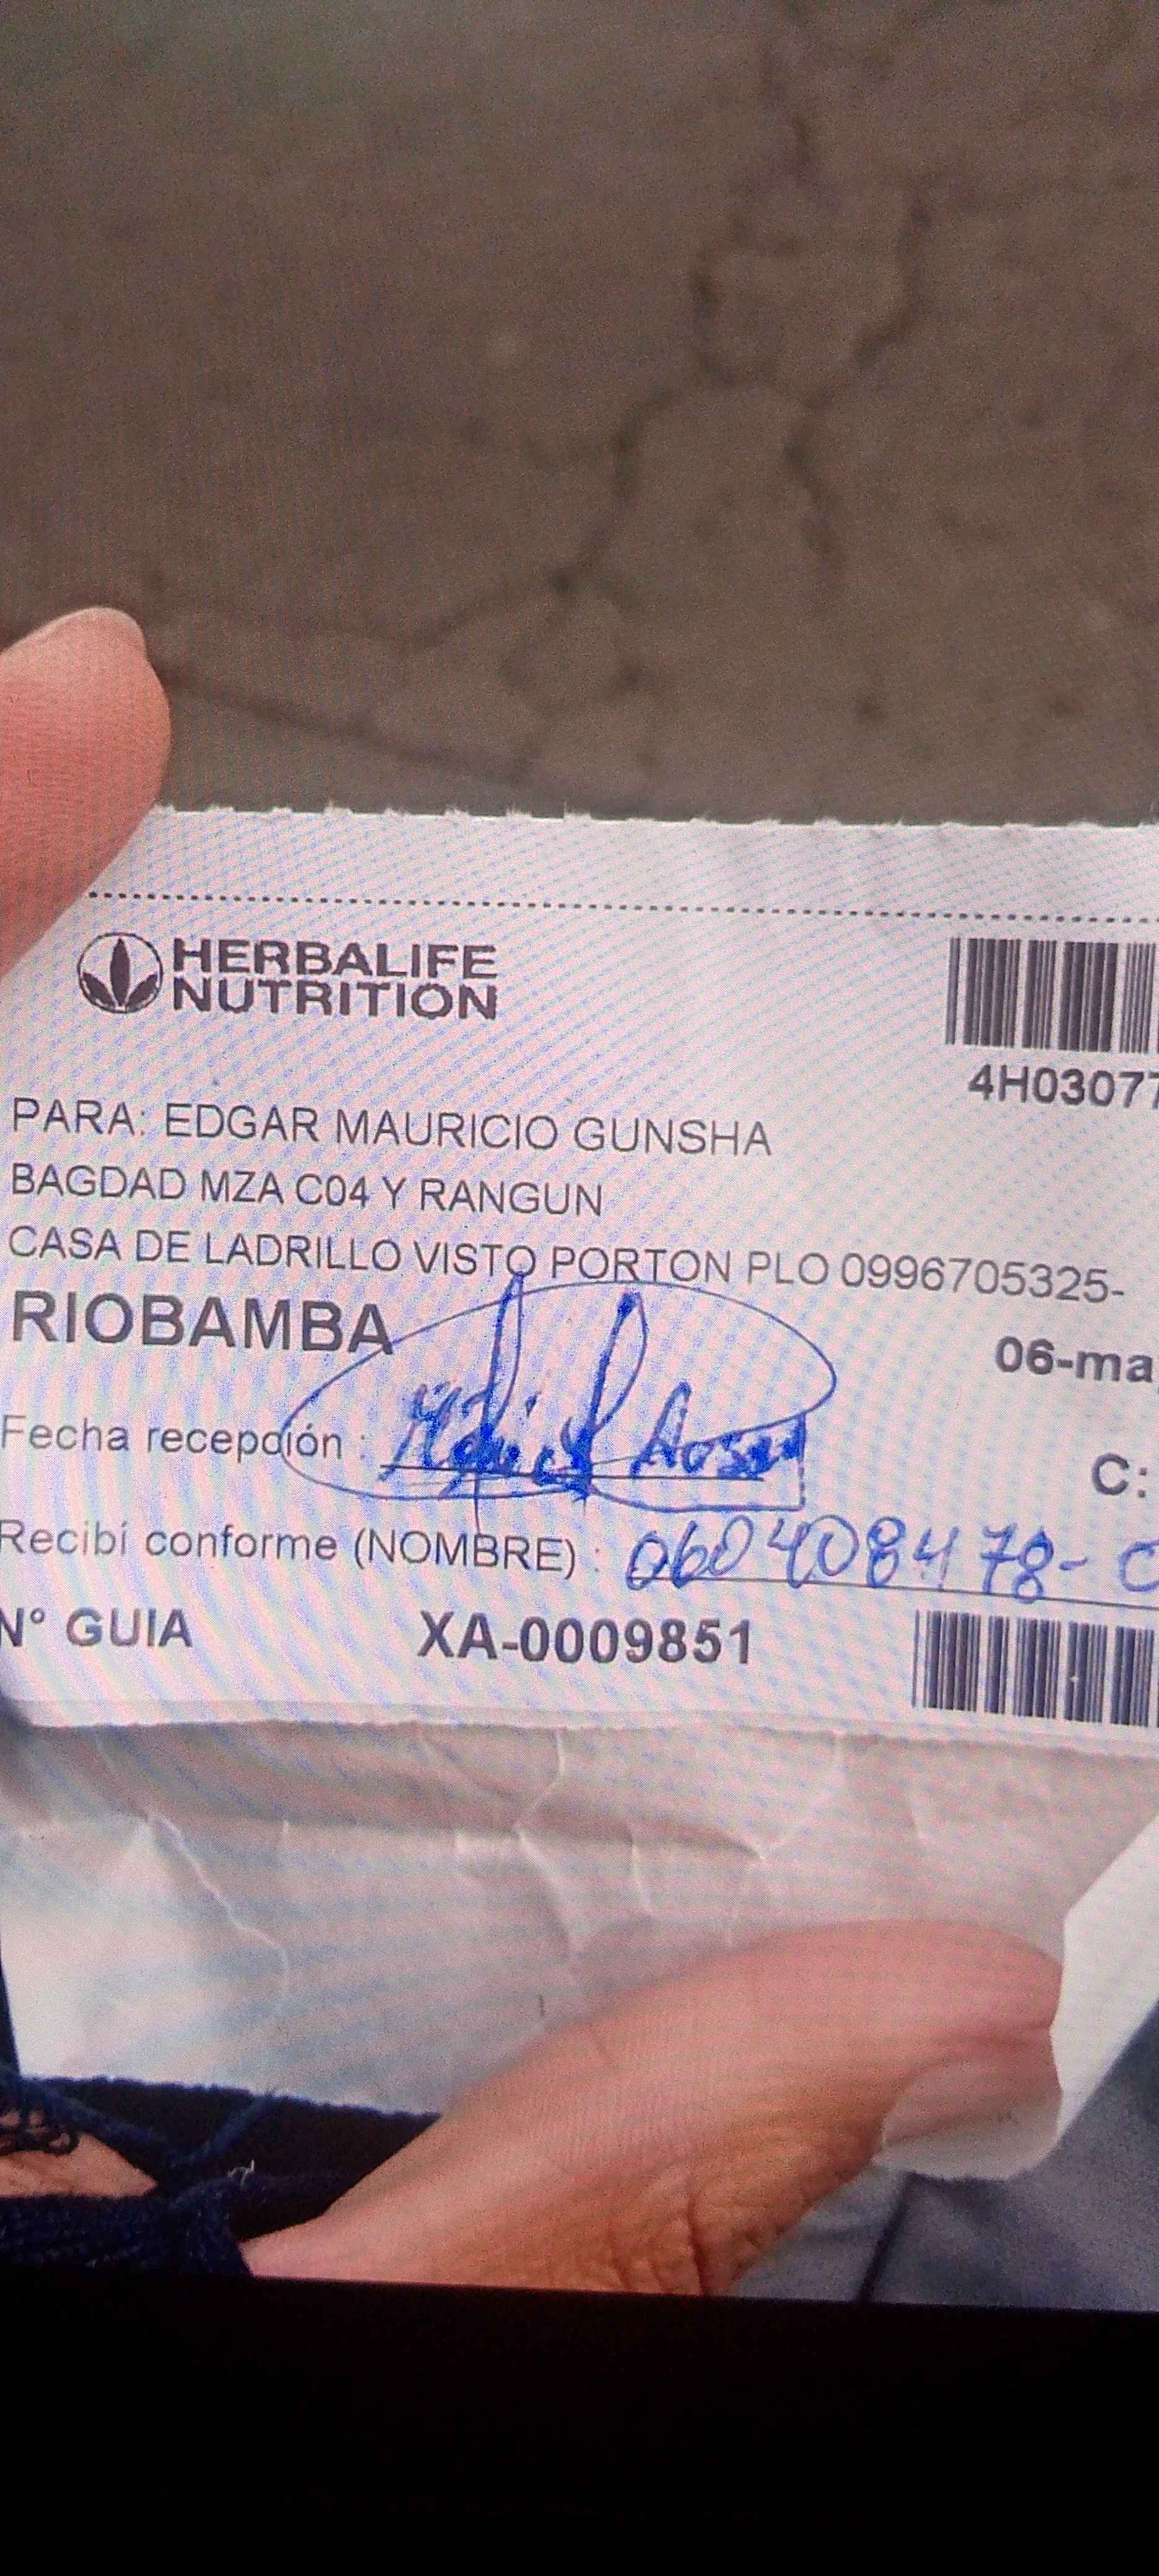 HERBALIFE
NUTRITION
4H03077
PARA: EDGAR MAURICIO GUNSHA
BAGDAD MZA C04 Y RANGUN
CASA DE LADRILLO VISTO PORTON PLO 0996705325-
RIOBAMBA
06-ma
Fecha recepción :
C:
Recibí conforme (NOMBRE) : 060408478-
N° GUIA XA-0009851